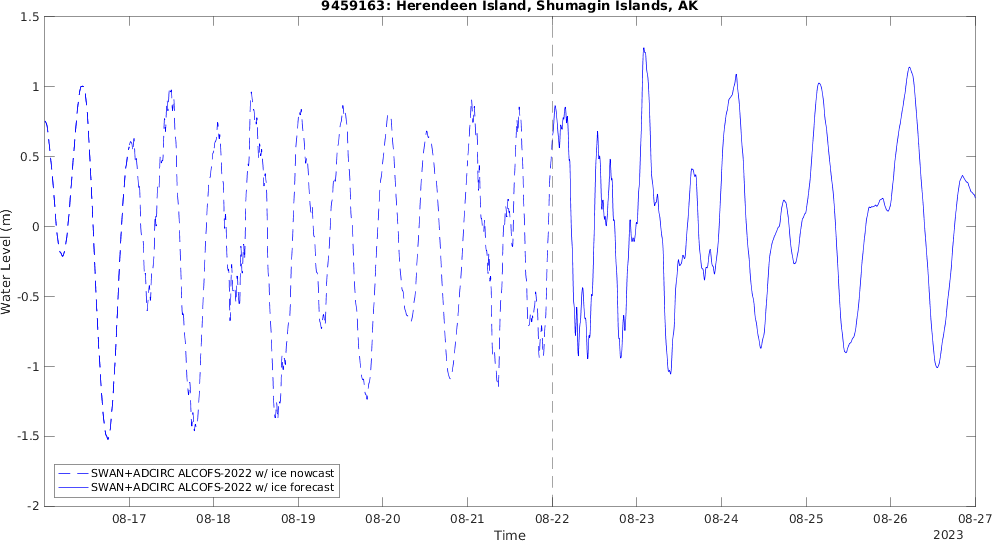 9459163: Herendeen Island, Shumagin Islands, AK
1.5
1
0.5
0
-0.5
-1
-1.5
-2
Water Level (m)
SWAN+ADCIRC ALCOFS-2022 w/ ice nowcast
SWAN+ADCIRC ALCOFS-2022 w/ ice forecast
08-17 08-18 08-19 08-20 08-21 08-22 08-23 08-24 08-25 08-26 08-27
Time
2023